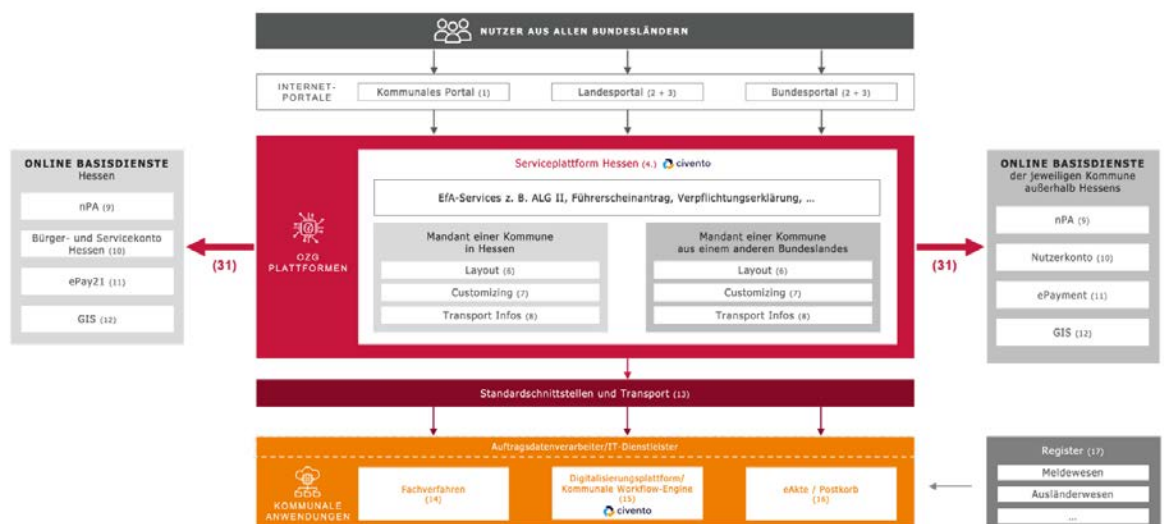 NUTZER AUS ALLEN BUNDESLÄNDERN
INTERNET-
PORTALE
Kommunales Portal (1)
Landesportal (2 + 3)
Bundesportal (2 + 3)
ONLINE BASISDIENSTE
Hessen
nPA (9)
Bürger- und Servicekonto
Hessen (10)
ePay21 (11)
GIS (12)
(31)
OZG
PLATTFORMEN
Serviceplattform Hessen (4.) civento
EfA-Services z. B. ALG II, Führerscheinantrag, Verpflichtungserklärung, ...
Mandant einer Kommune
in Hessen
Layout (6)
Customizing (7)
Transport Infos (8)
Mandant einer Kommune
aus einem anderen Bundesland​es
Layout (6)
Customizing (7)
Transport Infos (8)
(31)
ONLINE BASISDIENSTE
der jeweiligen Kommune
außerhalb Hessens
nPA (9)
Nutzerkonto (10)
ePayment (11)
GIS (12)
Standardschnittstellen und Transport (13)
Auftragsdatenverarbeiter/IT-Dienstleister
KOMMUNALE
ANWENDUNGEN
Fachverfahren
(14)
Digitalisierungsplattform/
Kommunale Workflow-Engine
(15)
civento
eAkte / Postkorb
(16)
Register (17)
Meldewesen
Ausländerwesen
...